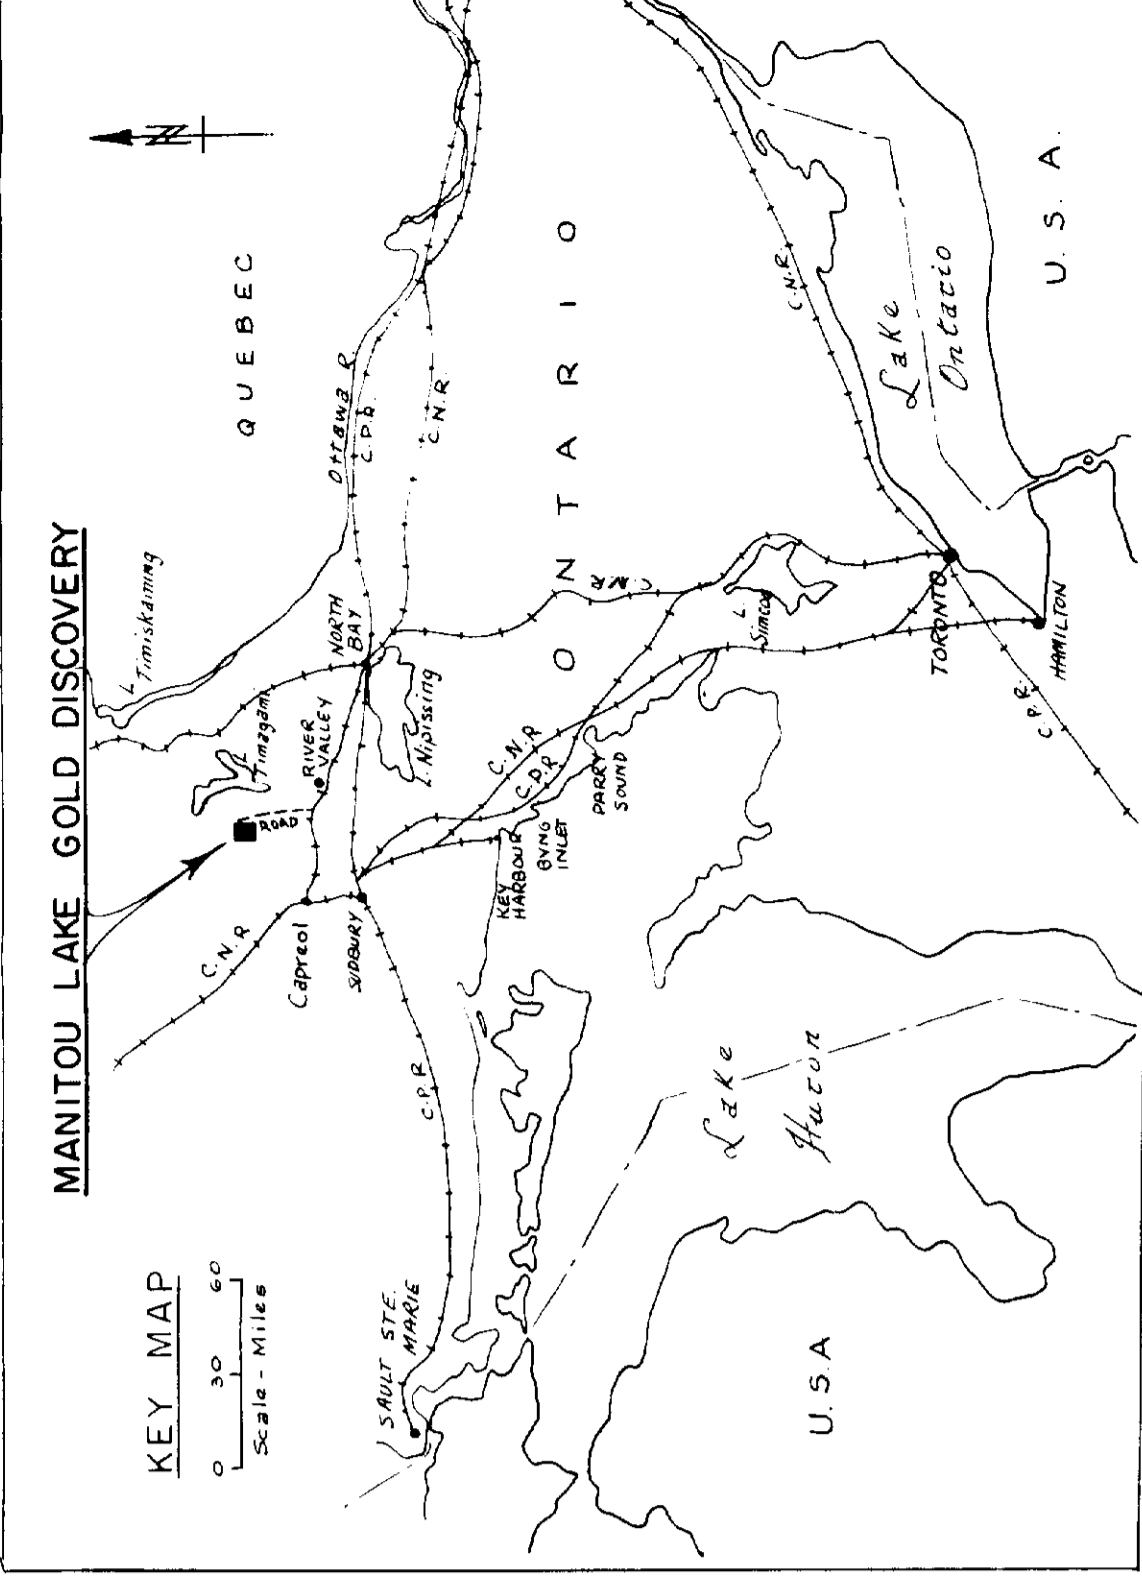 MANITOU LAKE GOLD DISCOVERY
KEY MAP
0 30 60
Scale - Miles
N
QUEBEC
L
Timiskaming
L
Timagami
RIVER
VALLEY
ROAD
NORTH
BAY
Ottawa R.
C.P.R.
C.N.R.
C.N.R
Capreol
SUDBURY
L. Nipissing
C.P.R
SAULT STE.
MARIE
KEY
HARBOUR
BYNG
INLET
C.N.R
C.P.R
PARRY
SOUND
ONTARIO
C.N.R
L
Simcoe
C.N.R.
Lake
Ontario
TORONTO
HAMILTON
C.P.R.
Lake
Huron
U.S.A
U.S.A.